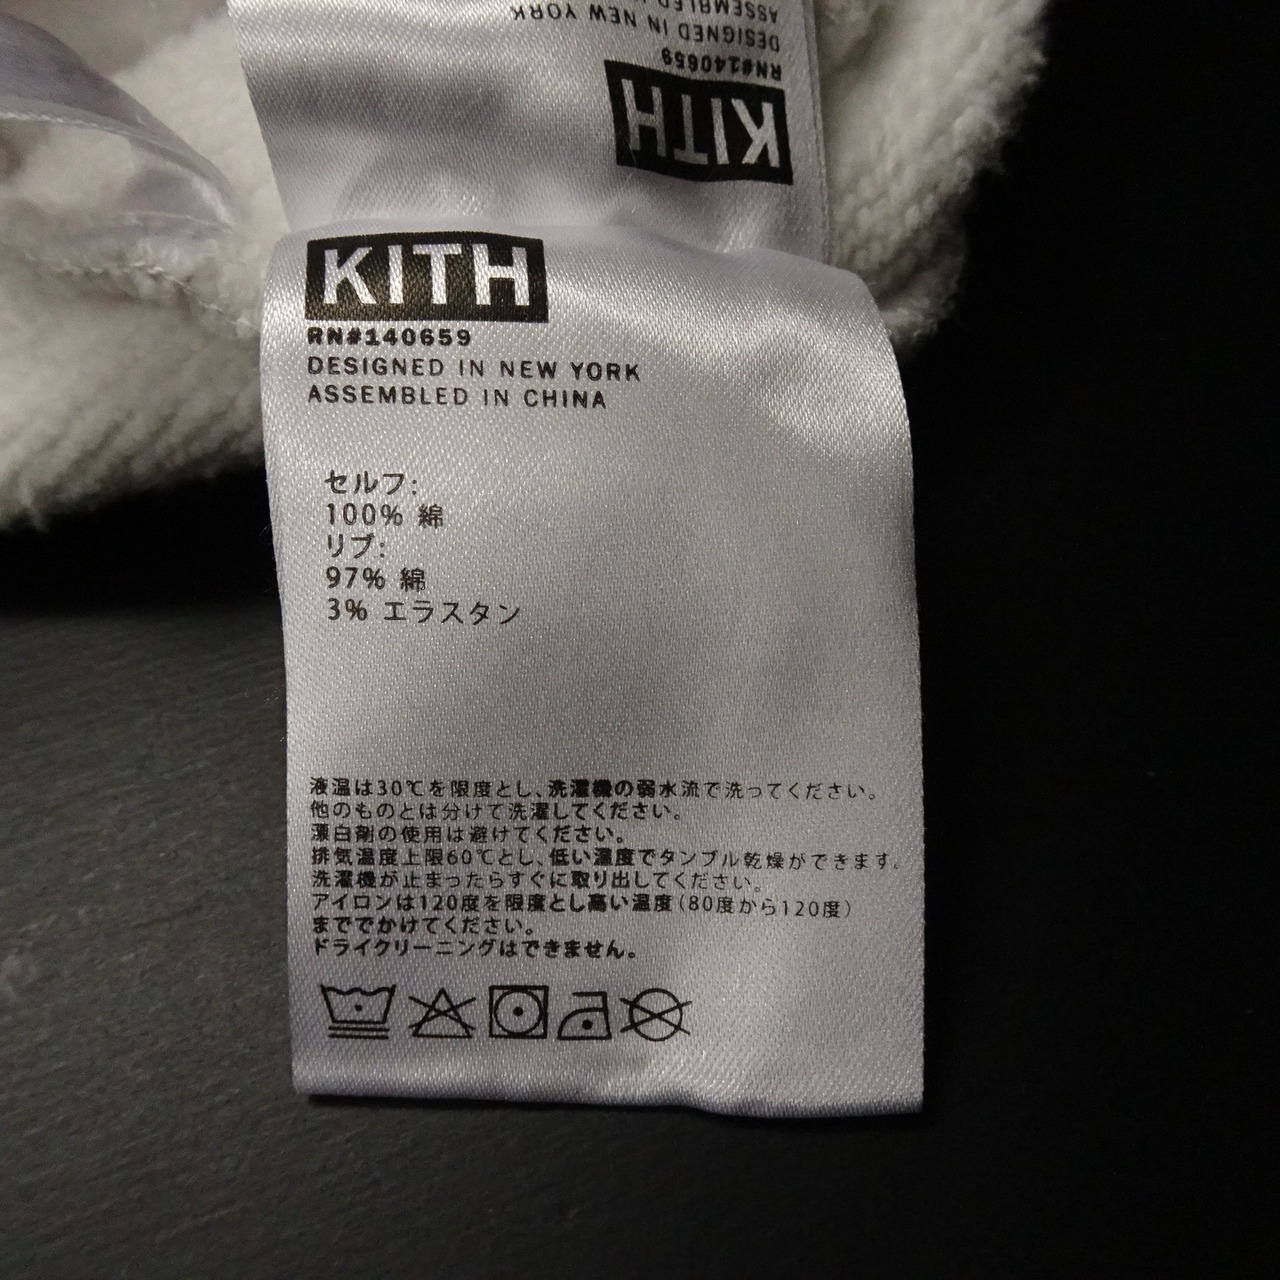 ASSEMBLED
DESIGNED IN NEW YORK
RN#140659
KITH
KITH
RN#140659
DESIGNED IN NEW YORK
ASSEMBLED IN CHINA
セルフ:
100% 綿
リブ:
97% 綿
3% エラスタン
液温は30℃を限度とし、洗濯機の弱水流で洗ってください。
他のものとは分けて洗濯してください。
漂白剤の使用は避けてください。
排気温度上限60℃とし、低い温度でタンブル乾燥ができます。
洗濯機が止まったらすぐに取り出してください。
アイロンは120度を限度とし高い温度(80度から120度)
まででかけてください。
ドライクリーニングはできません。